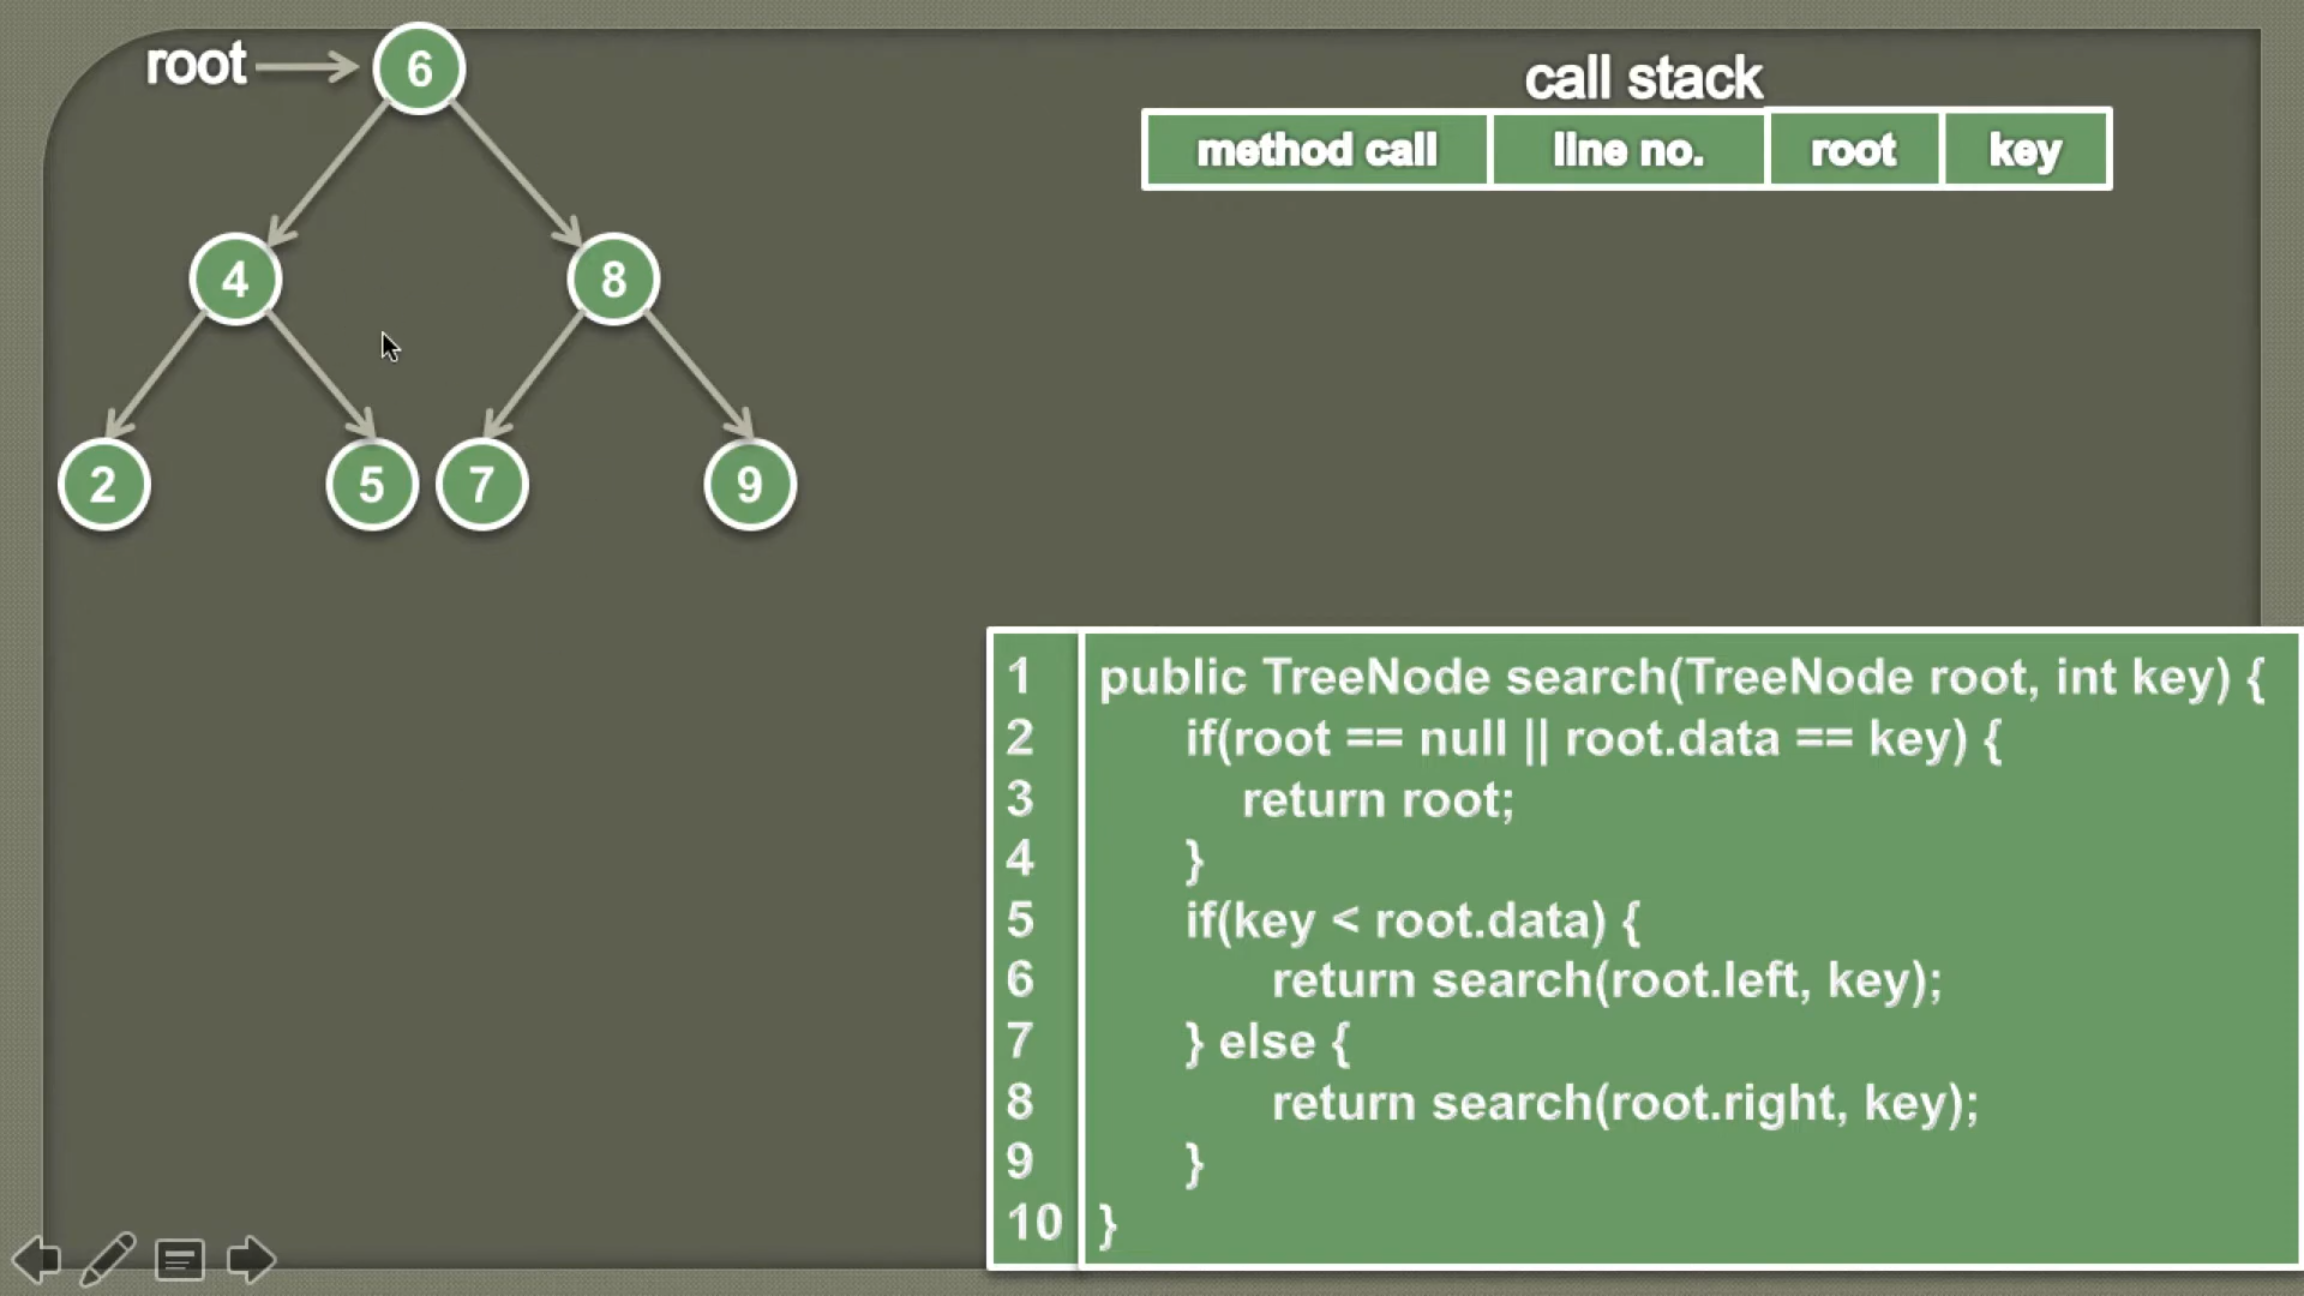 root
6
4
8
2
5
7
9
call stack
method call
line no.
root
key
1 public TreeNode search(TreeNode root, int key) {
2 if(root == null || root.data == key) {
3 return root;
4 }
5 if(key < root.data) {
6 return search(root.left, key);
7 } else {
8 return search(root.right, key);
9 }
10 }